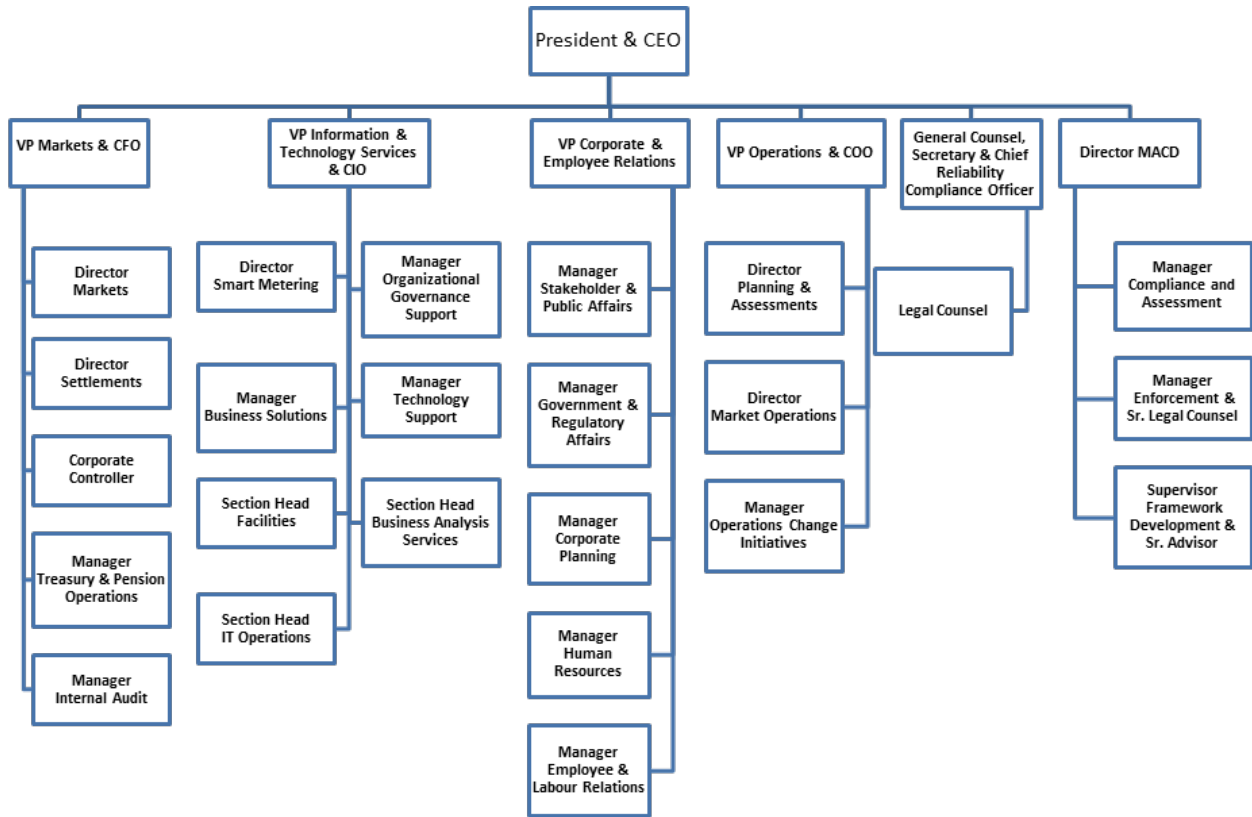 President & CEO
VP Markets & CFO
VP Information &
Technology Services
& CIO
VP Corporate &
Employee Relations
VP Operations & COO
General Counsel,
Secretary & Chief
Reliability
Compliance Officer
Director MACD
Director
Markets
Director
Settlements
Corporate
Controller
Manager
Treasury & Pension
Operations
Manager
Internal Audit
Director
Smart Metering
Manager
Organizational
Governance
Support
Manager
Business Solutions
Manager
Technology
Support
Section Head
Facilities
Section Head
Business Analysis
Services
Section Head
IT Operations
Manager
Stakeholder &
Public Affairs
Manager
Government &
Regulatory
Affairs
Manager
Corporate
Planning
Manager
Human
Resources
Manager
Employee &
Labour Relations
Director
Planning &
Assessments
Director
Market Operations
Manager
Operations Change
Initiatives
Legal Counsel
Manager
Compliance and
Assessment
Manager
Enforcement &
Sr. Legal Counsel
Supervisor
Framework
Development &
Sr. Advisor